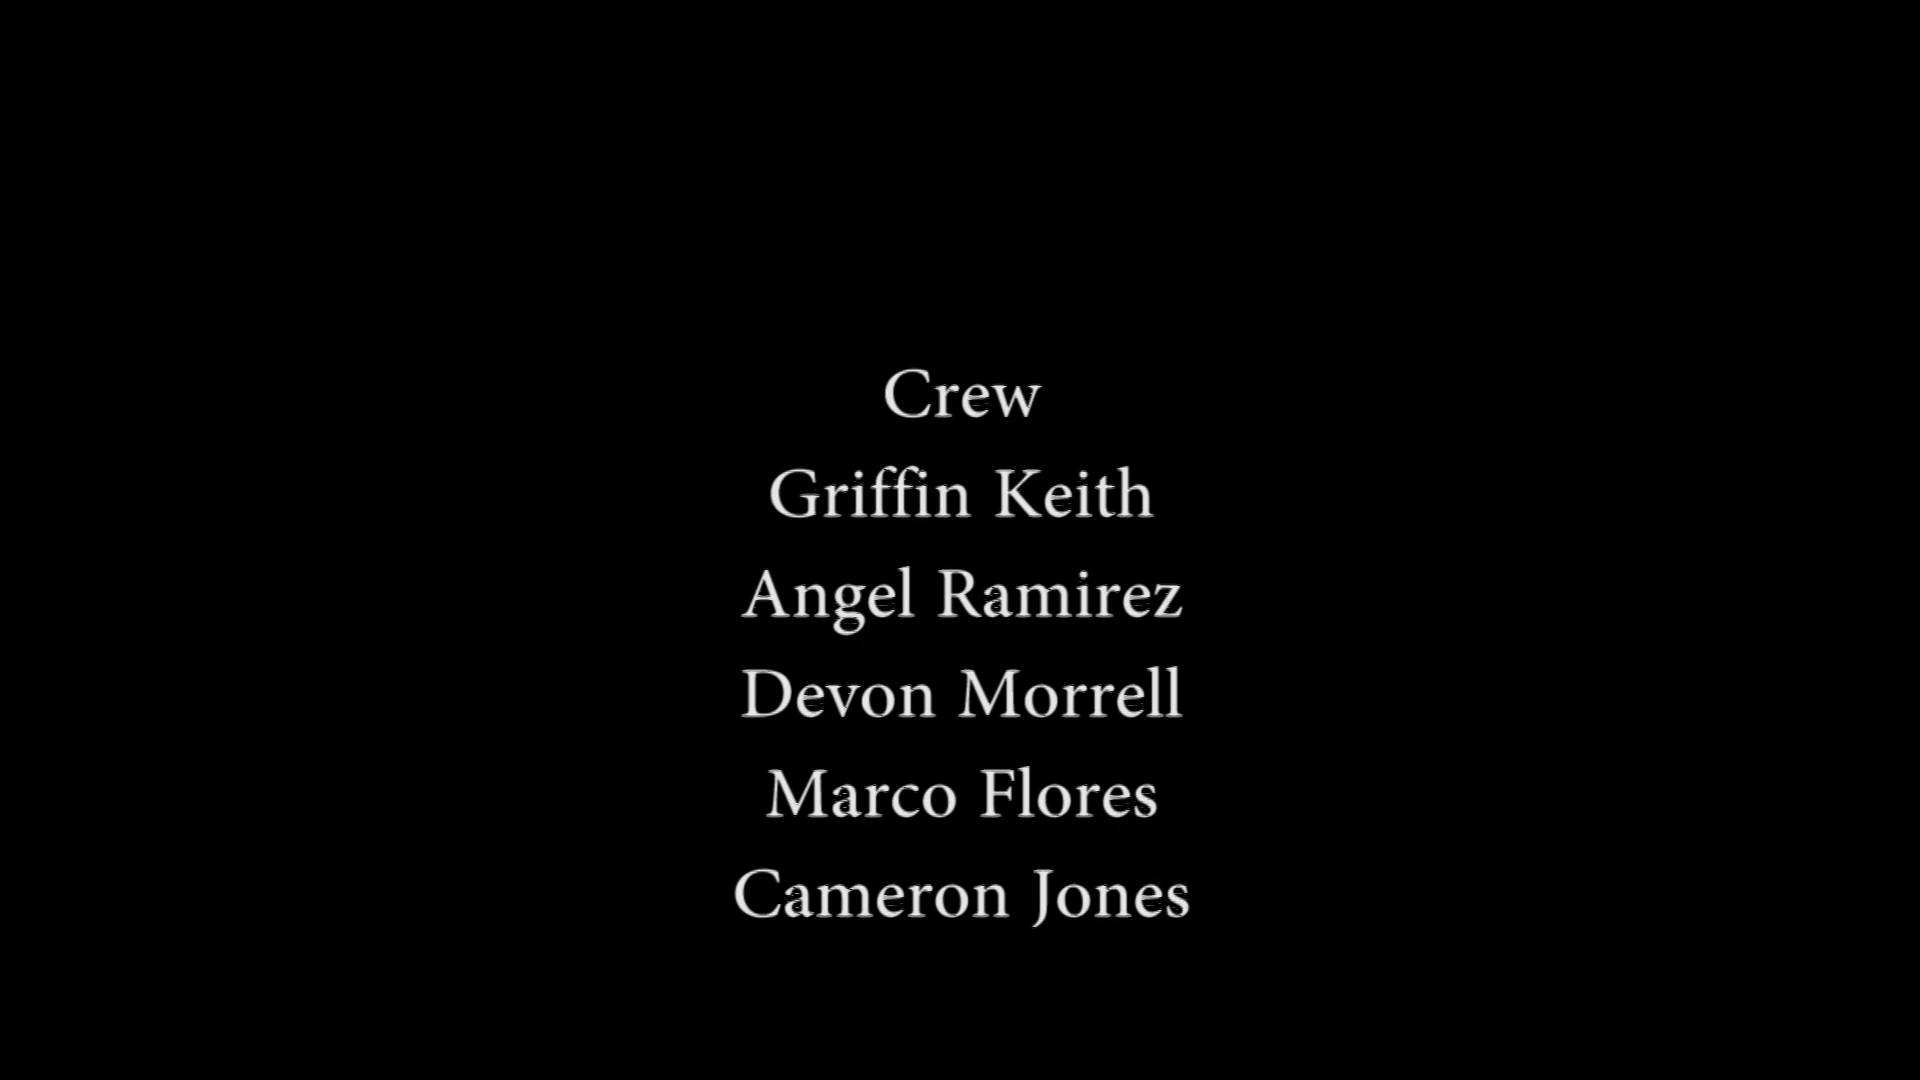 Crew
Griffin Keith
Angel Ramirez
Devon Morrell
Marco Flores
Cameron Jones